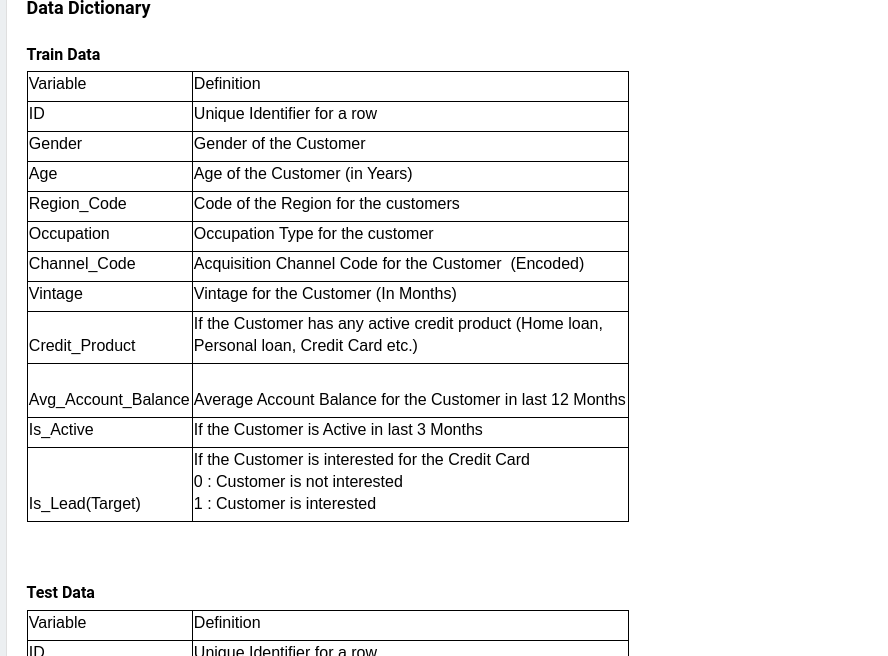 Data Dictionary
Train Data
Variable Definition
ID Unique Identifier for a row
Gender Gender of the Customer
Age Age of the Customer (in Years)
Region_Code Code of the Region for the customers
Occupation Occupation Type for the customer
Channel_Code Acquisition Channel Code for the Customer  (Encoded)
Vintage Vintage for the Customer (In Months)
If the Customer has any active credit product (Home loan,
Credit_Product Personal loan, Credit Card etc.)
Avg_Account_Balance Average Account Balance for the Customer in last 12 Months
Is_Active If the Customer is Active in last 3 Months
If the Customer is interested for the Credit Card
0 : Customer is not interested
Is_Lead(Target) 1 : Customer is interested
Test Data
Variable Definition
ID Unique Identifier for a row